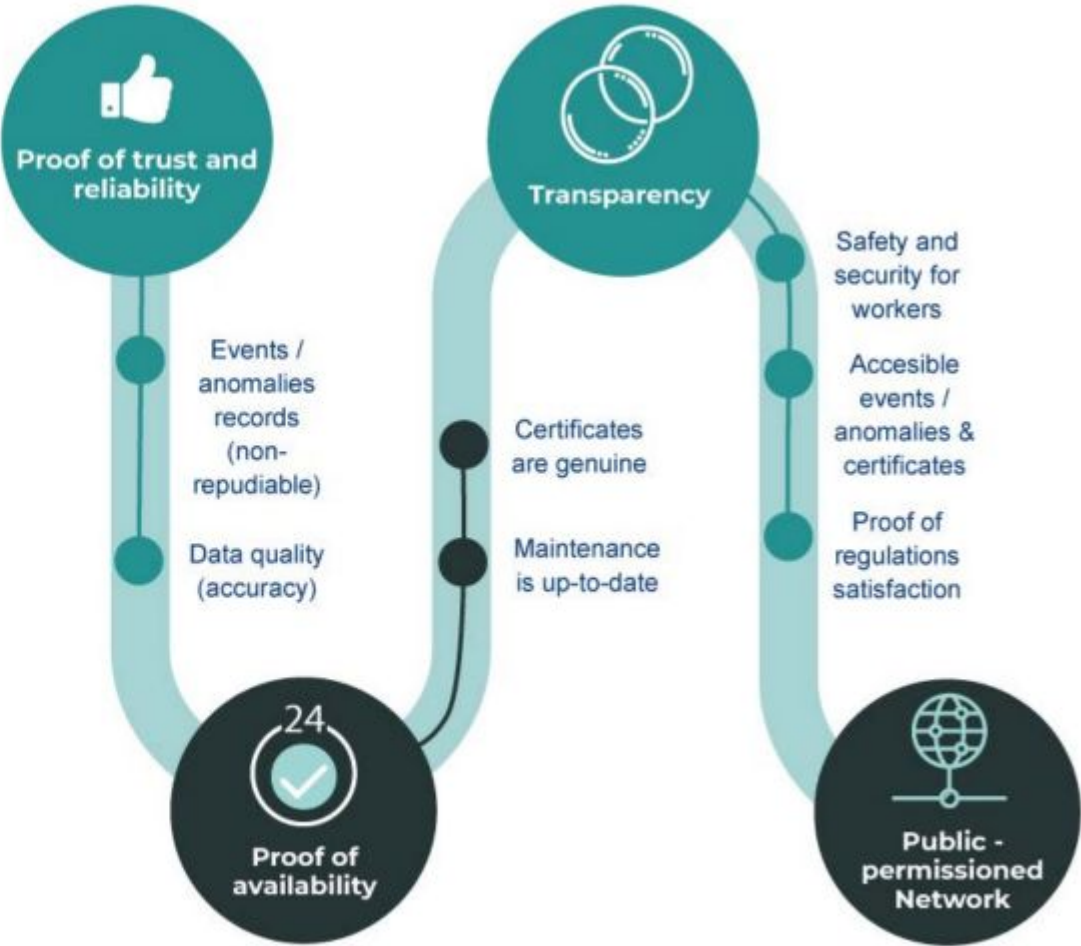 Proof of trust and
reliability
Events /
anomalies
records
(non-
repudiable)
Data quality
(accuracy)
24
Proof of
availability
Certificates
are genuine
Maintenance
is up-to-date
Transparency
Safety and
security for
workers
Accesible
events /
anomalies &
certificates
Proof of
regulations
satisfaction
Public -
permissioned
Network